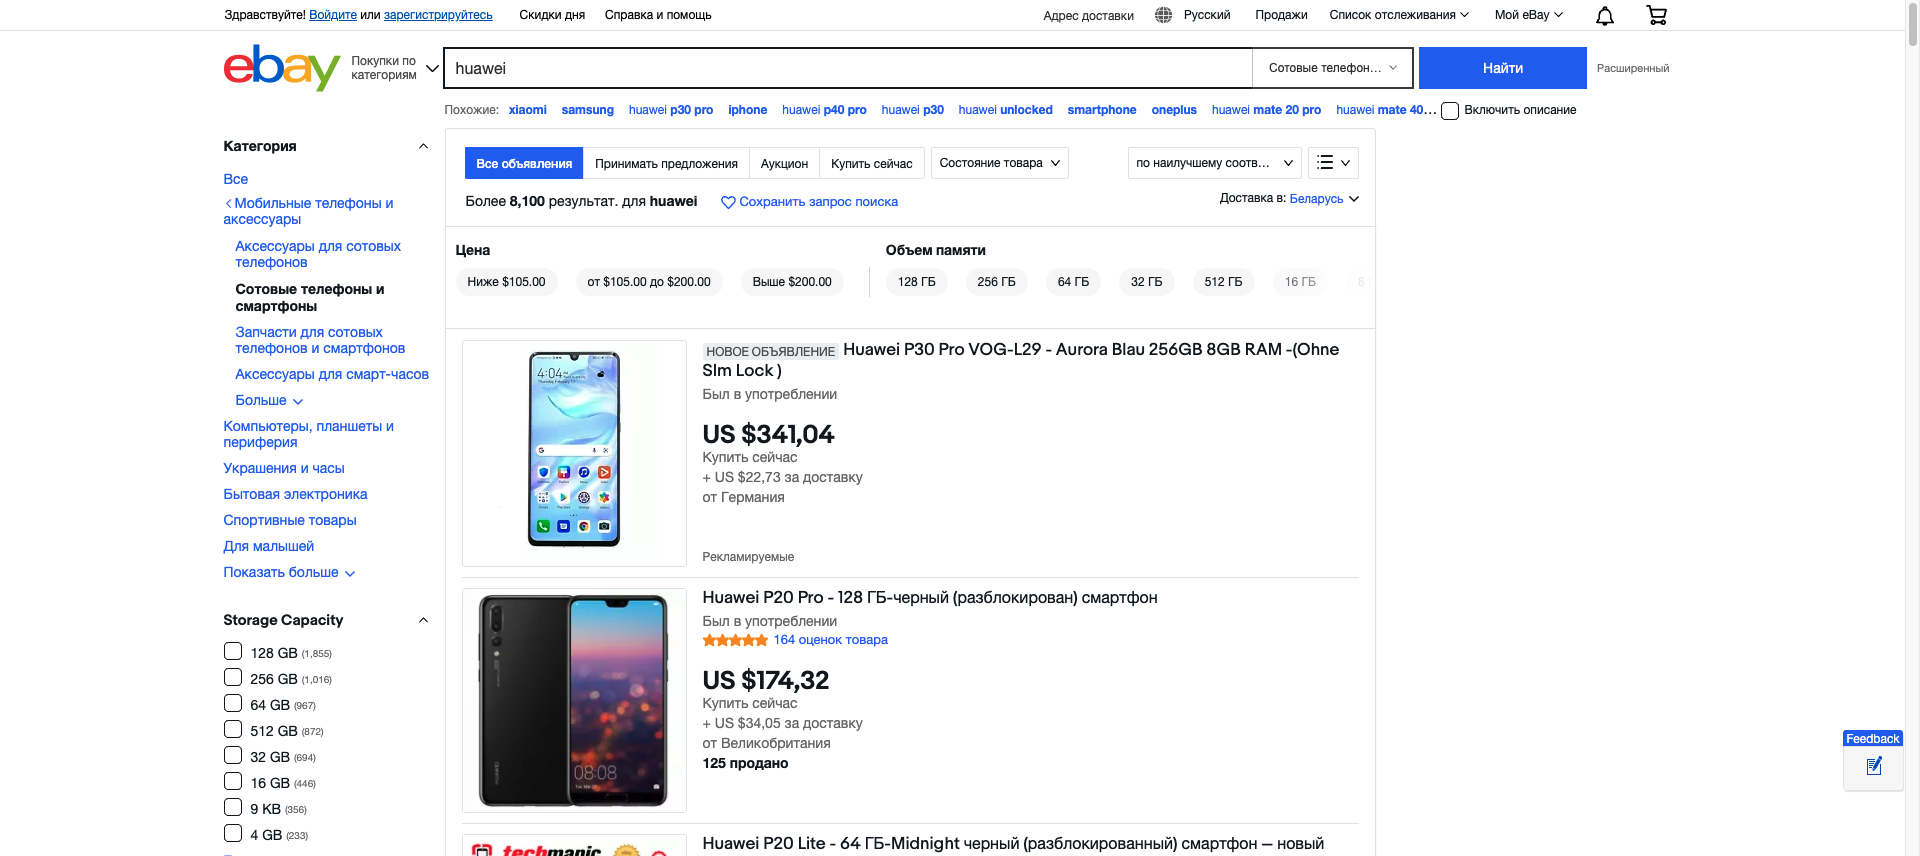 Здравствуйте! Войдите или зарегистрируйтесь Скидки дня Справка и помощь Адрес доставки Русский Продажи Список отслеживания Мой eBay
ebay Покупки по категориям huawei Сотовые телефон... Найти Расширенный
Похожие: xiaomi samsung huawei p30 pro iphone huawei p40 pro huawei p30 huawei unlocked smartphone oneplus huawei mate 20 pro huawei mate 40... Включить описание
Категория
Все
Мобильные телефоны и
аксессуары
Аксессуары для сотовых
телефонов
Сотовые телефоны и
смартфоны
Запчасти для сотовых
телефонов и смартфонов
Аксессуары для смарт-часов
Больше
Компьютеры, планшеты и
периферия
Украшения и часы
Бытовая электроника
Спортивные товары
Для малышей
Показать больше
Storage Capacity
128 GB (1,855)
256 GB (1,016)
64 GB (967)
512 GB (872)
32 GB (694)
16 GB (446)
9 KB (356)
4 GB (233)
Все объявления Принимать предложения Аукцион Купить сейчас Состояние товара по наилучшему соотв...
Более 8,100 результат. для huawei Сохранить запрос поиска Доставка в: Беларусь
Цена Объем памяти
Ниже $105.00 от $105.00 до $200.00 Выше $200.00 128 ГБ 256 ГБ 64 ГБ 32 ГБ 512 ГБ 16 ГБ 8
4:04
НОВОЕ ОБЪЯВЛЕНИЕ Huawei P30 Pro VOG-L29 - Aurora Blau 256GB 8GB RAM -(Ohne
SIm Lock )
Был в употреблении
US $341,04
Купить сейчас
+ US $22,73 за доставку
от Германия
Рекламируемые
08:08
Huawei P20 Pro - 128 ГБ-черный (разблокирован) смартфон
Был в употреблении
164 оценок товара
US $174,32
Купить сейчас
+ US $34,05 за доставку
от Великобритания
125 продано
techmanic
Huawei P20 Lite - 64 ГБ-Midnight черный (разблокированный) смартфон — новый
Feedback